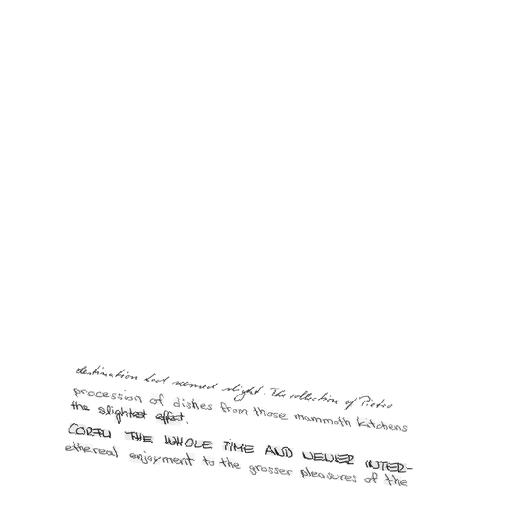 destination had seemed slight. The collection of Pietro
procession of dishes from those mammoth kitchens
the slightest effect.
CORFU THE WHOLE TIME AND NEVER INTER-
ethereal enjoyment to the grosser pleasures of the